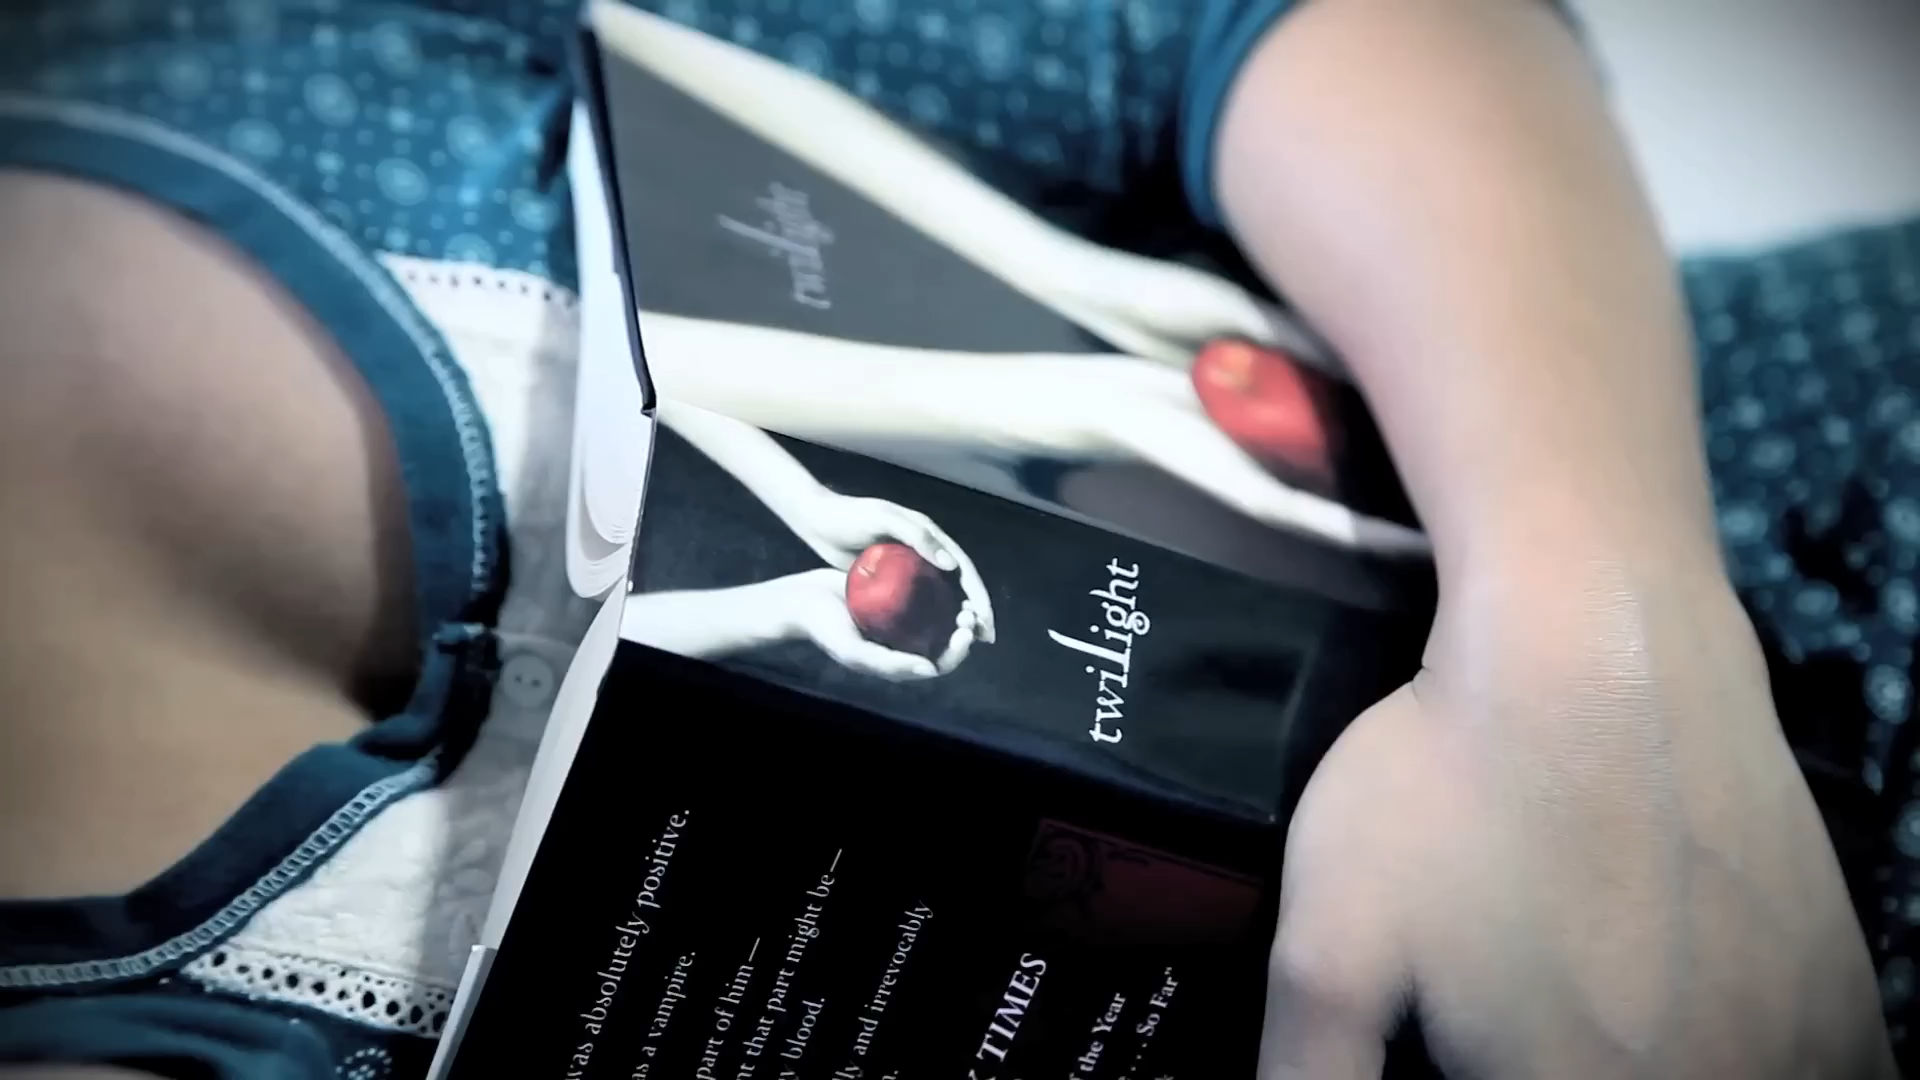 twilight
twilight
was absolutely positive.
as a vampire.
part of him—
nt that part might be—
y blood.
lly and irrevocably
n.
K TIMES
f the Year
. . . So Far"